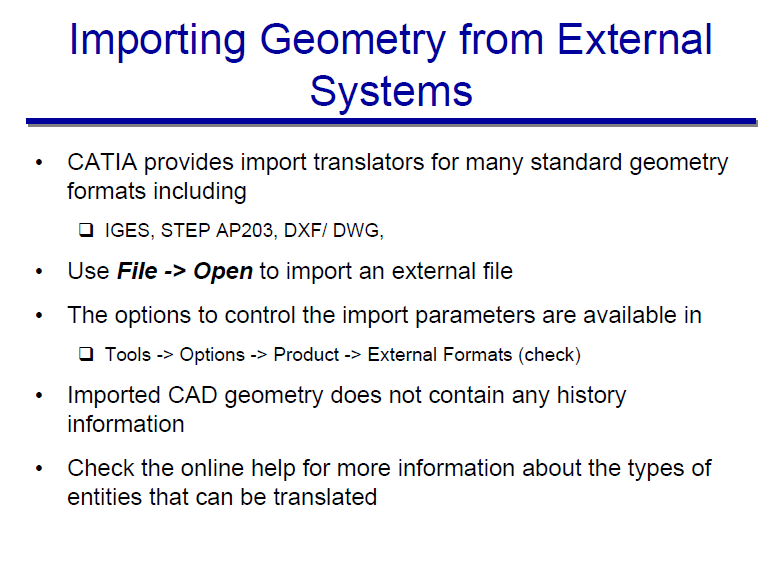 Importing Geometry from External
Systems
• CATIA provides import translators for many standard geometry
formats including
❑ IGES, STEP AP203, DXF/ DWG,
• Use File -> Open to import an external file
• The options to control the import parameters are available in
❑ Tools -> Options -> Product -> External Formats (check)
• Imported CAD geometry does not contain any history
information
• Check the online help for more information about the types of
entities that can be translated